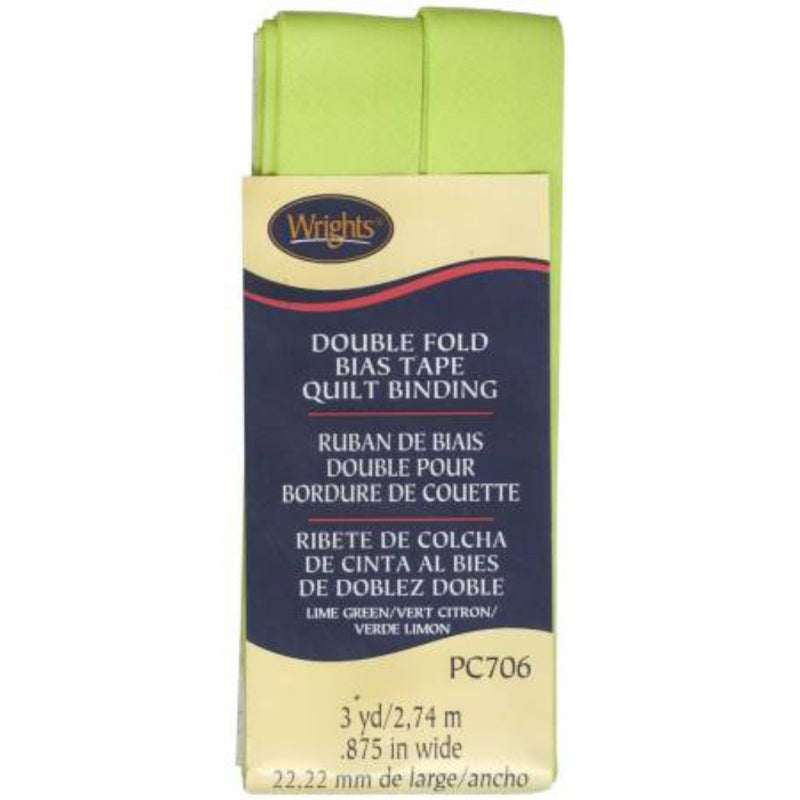 Wrights®
DOUBLE FOLD
BIAS TAPE
QUILT BINDING
RUBAN DE BIAIS
DOUBLE POUR
BORDURE DE COUETTE
RIBETE DE COLCHA
DE CINTA AL BIES
DE DOBLEZ DOBLE
LIME GREEN/VERT CITRON/
VERDE LIMON
PC706
3 yd/2,74 m
.875 in wide
22,22 mm de large/ancho